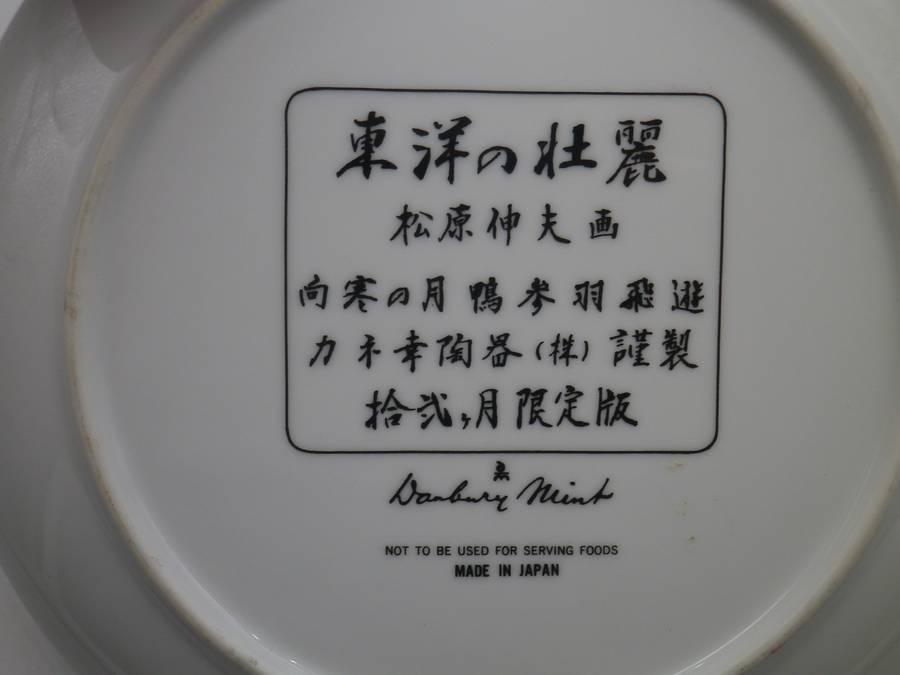 東洋の壮麗
松原伸夫画
向寒の月鴨参羽飛遊
カネ幸陶器(株)謹製
拾弐ヶ月限定版
Danbury Mint
NOT TO BE USED FOR SERVING FOODS
MADE IN JAPAN